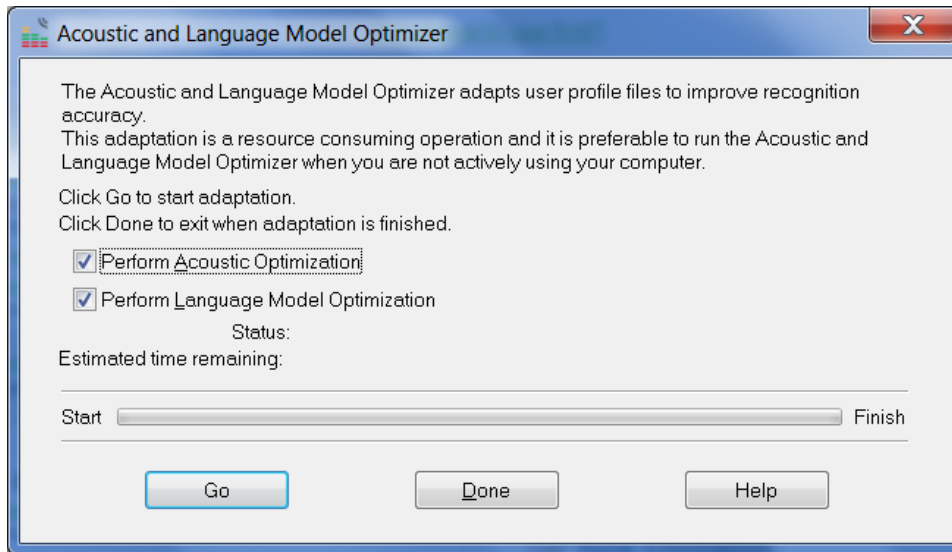 Acoustic and Language Model Optimizer
The Acoustic and Language Model Optimizer adapts user profile files to improve recognition
accuracy.
This adaptation is a resource consuming operation and it is preferable to run the Acoustic and
Language Model Optimizer when you are not actively using your computer.
Click Go to start adaptation.
Click Done to exit when adaptation is finished.
Perform Acoustic Optimization
Perform Language Model Optimization
Status:
Estimated time remaining:
Start Finish
Go Done Help